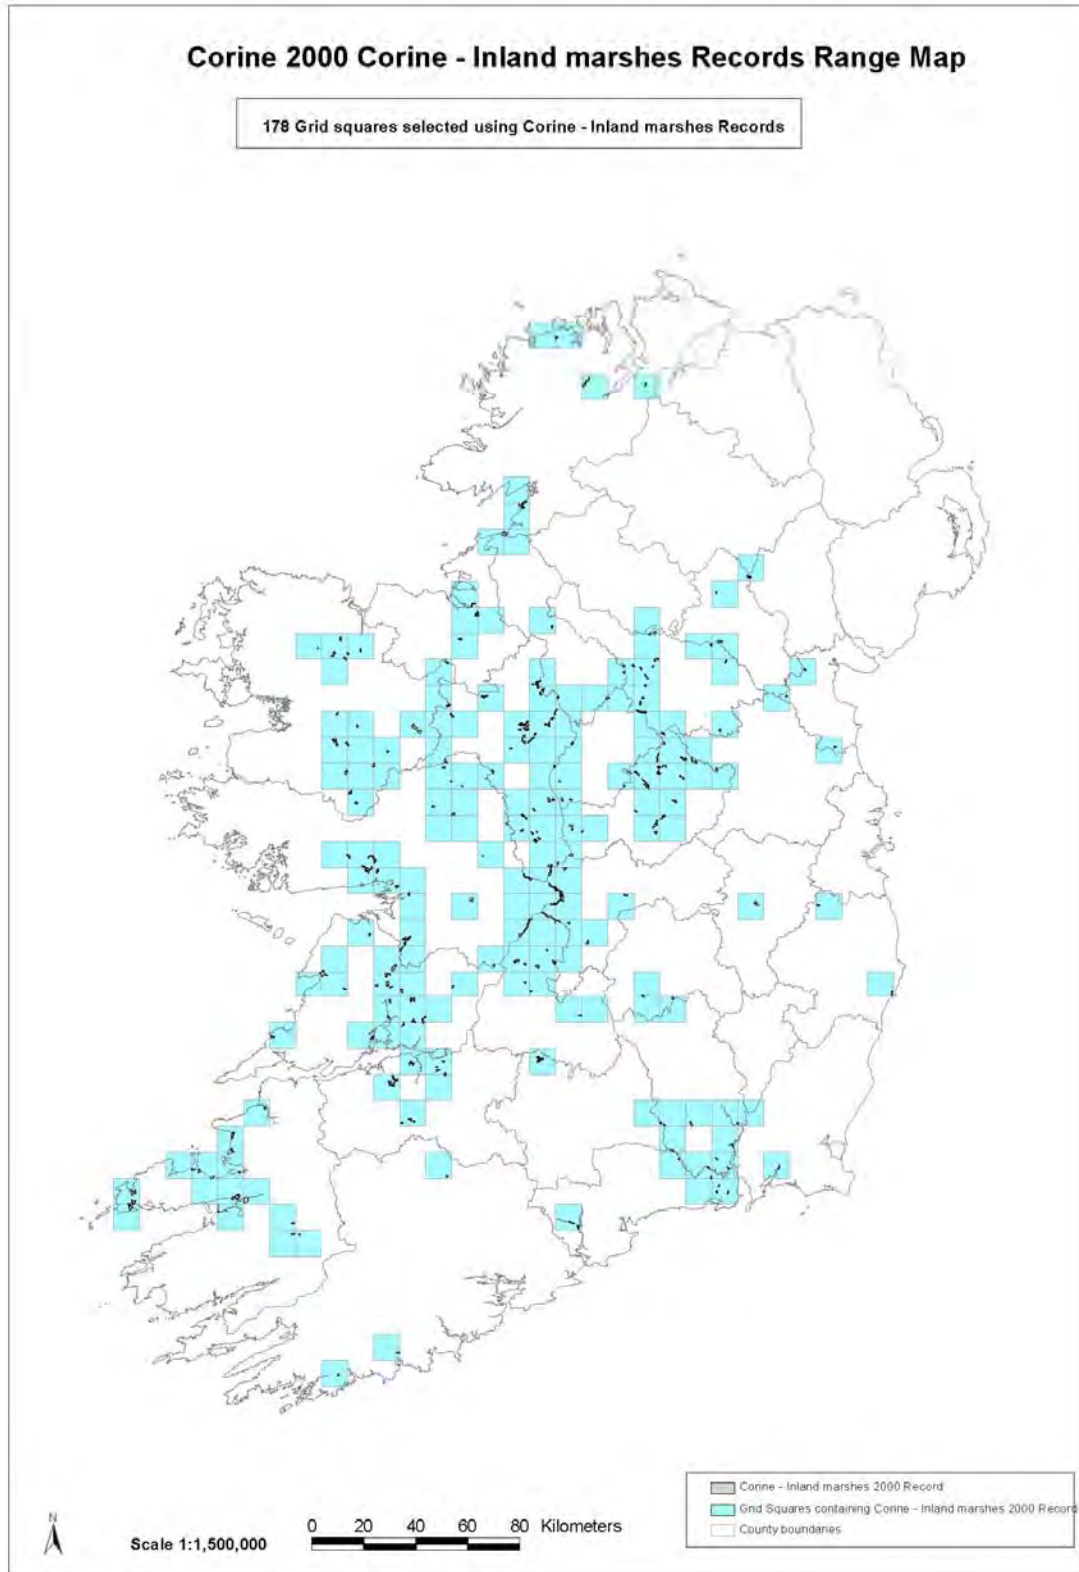 Corine 2000 Corine - Inland marshes Records Range Map
178 Grid squares selected using Corine - Inland marshes Records
N
Scale 1:1,500,000
0 20 40 60 80 Kilometers
Corine - Inland marshes 2000 Record
Grid Squares containing Corine - Inland marshes 2000 Record
County boundaries